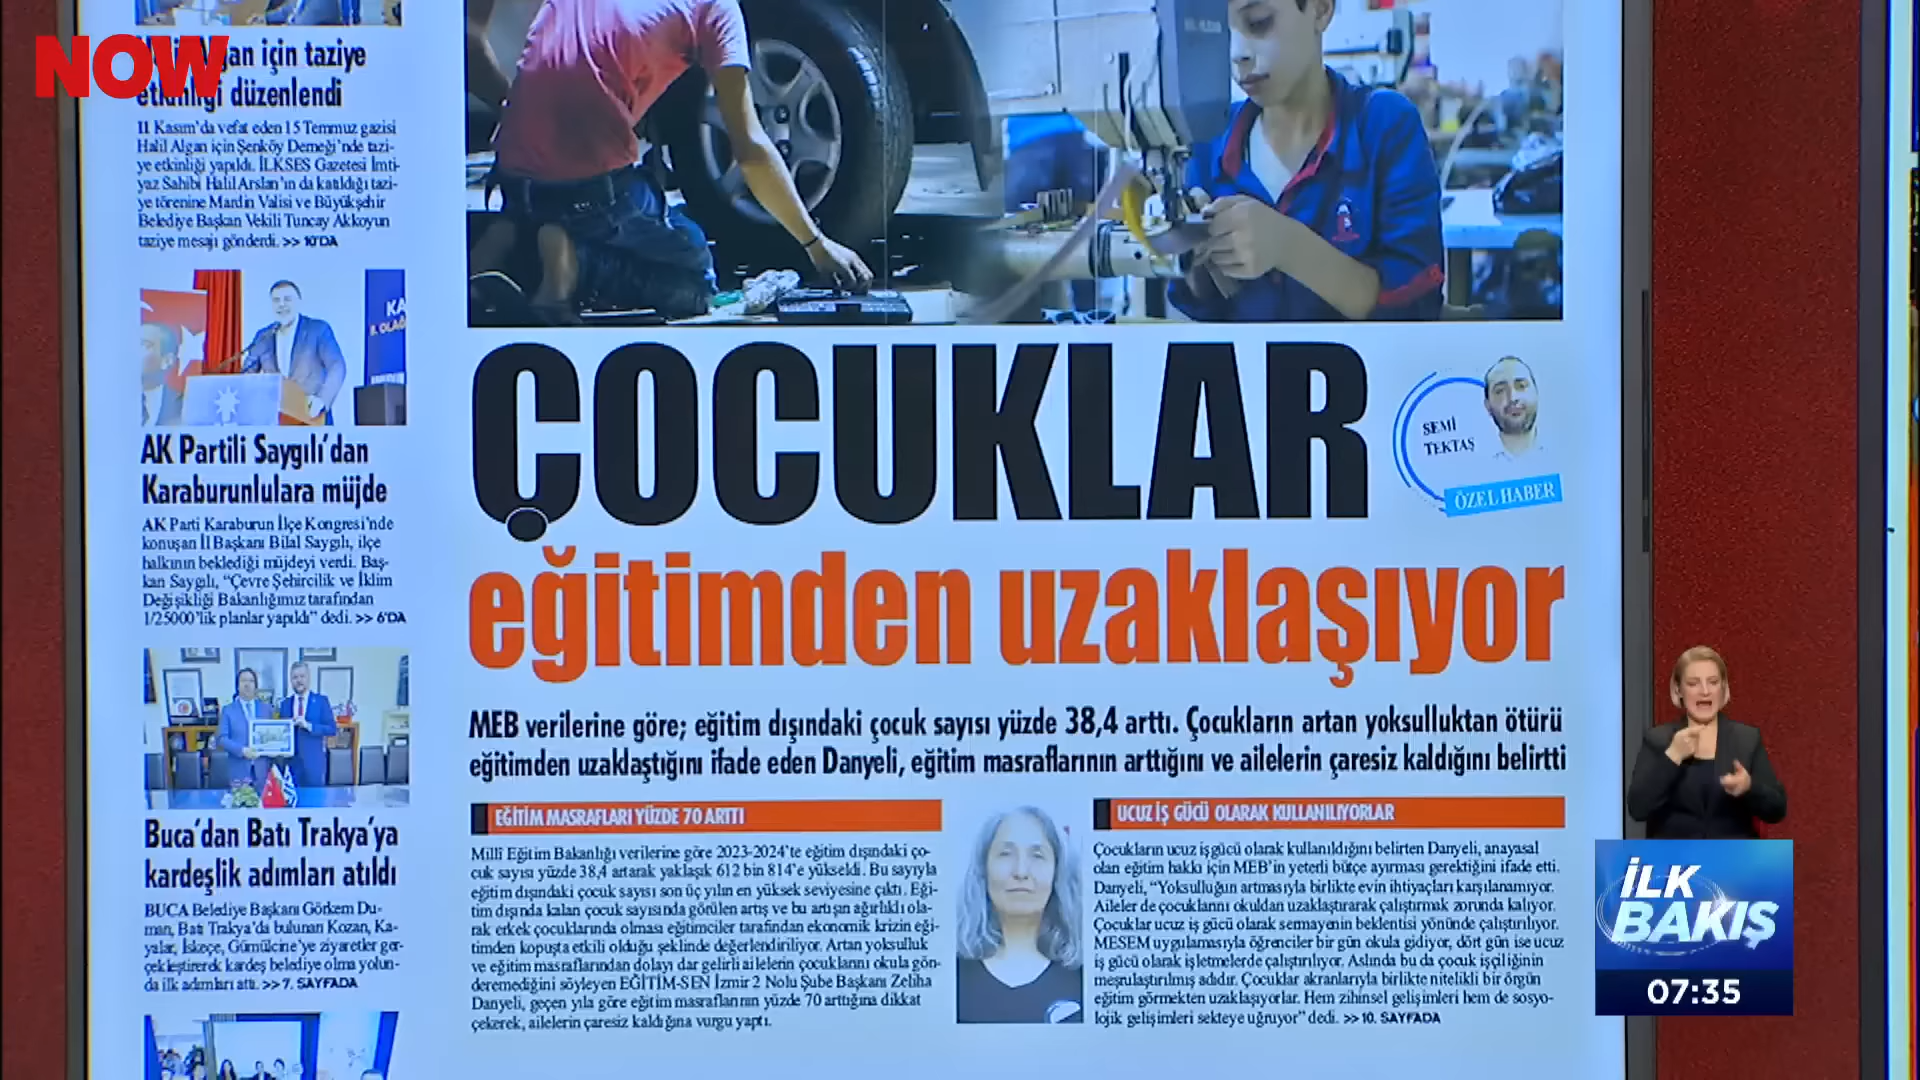 NOW
için taziye
etkinliği düzenlendi
11 Kasım'da vefat eden 15 Temmuz gazisi
Halil Algan için Şenköy Derneği'nde tazi-
ye etkinliği yapıldı. İLKSES Gazetesi İmti-
yaz Sahibi Halil Arslan'ın da katıldığı tazi-
ye törenine Mardin Valisi ve Büyükşehir
Belediye Başkan Vekili Tuncay Akkoyun
taziye mesajı gönderdi. >> 10'DA
KA
8. OLAĞ
AK Partili Saygılı'dan
Karaburunlulara müjde
AK Parti Karaburun İlçe Kongresi'nde
konuşan İl Başkanı Bilal Saygılı, ilçe
halkının beklediği müjdeyi verdi. Baş-
kan Saygılı, “Çevre Şehircilik ve İklim
Değişikliği Bakanlığımız tarafından
1/25000'lik planlar yapıldı” dedi. >> 6'DA
Buca'dan Batı Trakya'ya
kardeşlik adımları atıldı
BUCA Belediye Başkanı Görkem Du-
man, Batı Trakya'da bulunan Kozan, Ka-
yalar, İskeçe, Gümülcine'ye ziyaretler ger-
çekleştirerek kardeş belediye olma yolun-
da ilk adımları attı. >> 7. SAYFADA
ÇOCUKLAR
eğitimden uzaklaşıyor
SEMİ
TEKTAŞ
ÖZEL HABER
MEB verilerine göre; eğitim dışındaki çocuk sayısı yüzde 38,4 arttı. Çocukların artan yoksulluktan ötürü
eğitimden uzaklaştığını ifade eden Danyeli, eğitim masraflarının arttığını ve ailelerin çaresiz kaldığını belirtti
EĞİTİM MASRAFLARI YÜZDE 70 ARTTI
Millî Eğitim Bakanlığı verilerine göre 2023-2024'te eğitim dışındaki ço-
cuk sayısı yüzde 38,4 artarak yaklaşık 612 bin 814'e yükseldi. Bu sayıyla
eğitim dışındaki çocuk sayısı son üç yılın en yüksek seviyesine çıktı. Eği-
tim dışında kalan çocuk sayısında görülen artış ve bu artışın ağırlıklı ola-
rak erkek çocuklarında olması eğitimciler tarafından ekonomik krizin eği-
timden kopuşta etkili olduğu şeklinde değerlendiriliyor. Artan yoksulluk
ve eğitim masraflarından dolayı dar gelirli ailelerin çocuklarını okula gön-
deremediğini söyleyen EĞİTİM-SEN İzmir 2 Nolu Şube Başkanı Zeliha
Danyeli, geçen yıla göre eğitim masraflarının yüzde 70 arttığına dikkat
çekerek, ailelerin çaresiz kaldığına vurgu yaptı.
UCUZ İŞ GÜCÜ OLARAK KULLANILIYORLAR
Çocukların ucuz iş gücü olarak kullanıldığını belirten Danyeli, anayasal
olan eğitim hakkı için MEB'in yeterli bütçe ayırması gerektiğini ifade etti.
Danyeli, “Yoksulluğun artmasıyla birlikte evin ihtiyaçları karşılanamıyor.
Aileler de çocuklarını okuldan uzaklaştırarak çalıştırmak zorunda kalıyor.
Çocuklar ucuz iş gücü olarak sermayenin beklentisi yönünde çalıştırılıyor.
MESEM uygulamasıyla öğrenciler bir gün okula gidiyor, dört gün ise ucuz
iş gücü olarak işletmelerde çalıştırılıyor. Aslında bu da çocuk işçiliğinin
meşrulaştırılmış adıdır. Çocuklar akranlarıyla birlikte nitelikli bir örgün
eğitim görmekten uzaklaşıyorlar. Hem zihinsel gelişimleri hem de sosyo-
lojik gelişimleri sekteye uğruyor” dedi. >> 10. SAYFADA
İLK
BAKIŞ
07:35